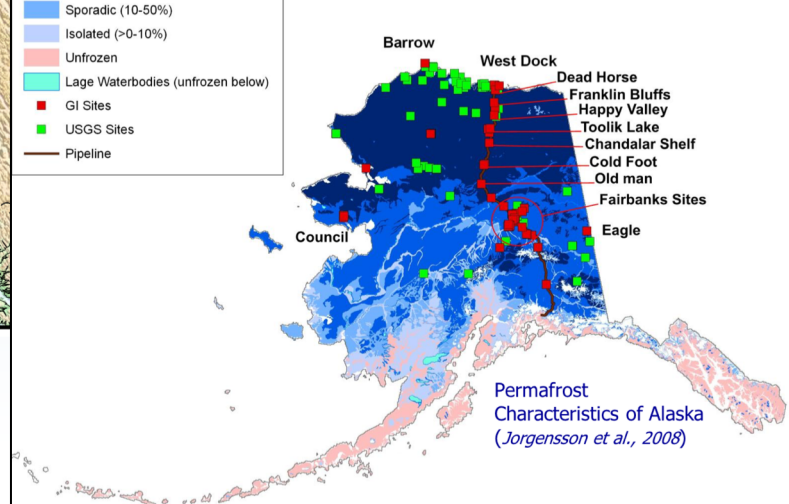 Sporadic (10-50%)
Isolated (>0-10%)
Unfrozen
Lage Waterbodies (unfrozen below)
GI Sites
USGS Sites
Pipeline
Barrow
West Dock
Dead Horse
Franklin Bluffs
Happy Valley
Toolik Lake
Chandalar Shelf
Cold Foot
Old man
Fairbanks Sites
Eagle
Council
Permafrost
Characteristics of Alaska
(Jorgensson et al., 2008)